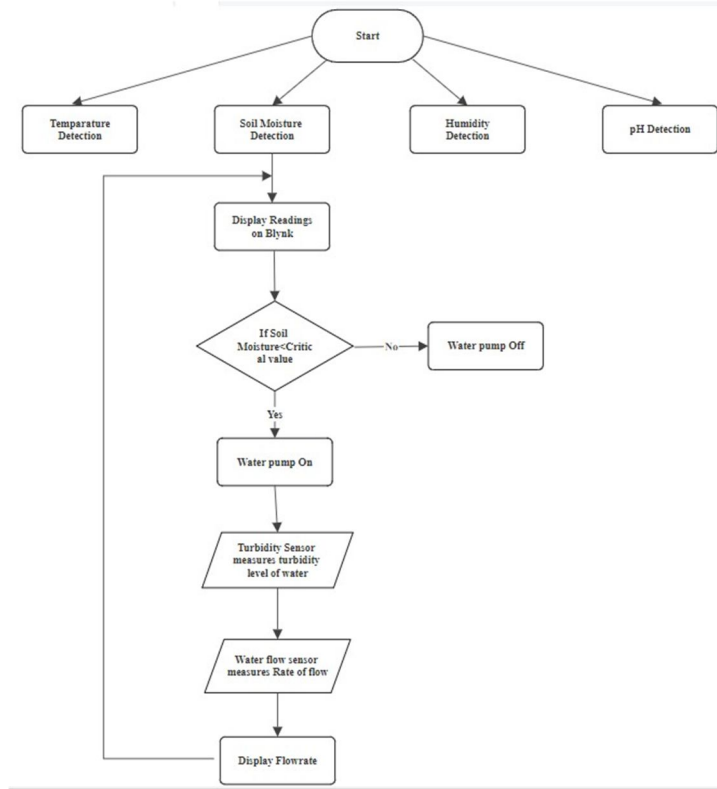 Start
Temparature
Detection
Soil Moisture
Detection
Humidity
Detection
pH Detection
Display Readings
on Blynk
If Soil
Moisture<Critic
al value
No
Water pump Off
Yes
Water pump On
Turbidity Sensor
measures turbidity
level of water
Water flow sensor
measures Rate of flow
Display Flowrate